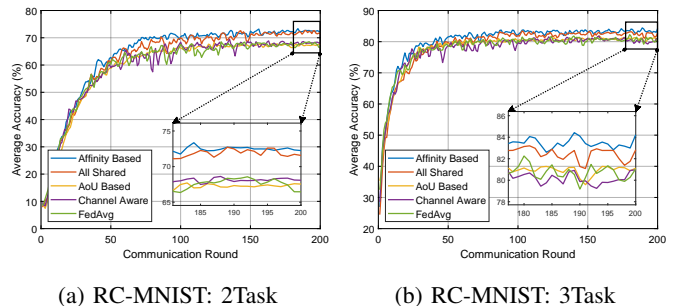 80
70
60
50
40
30
20
10
0
0 50 100 150 200
Average Accuracy (%)
Communication Round
Affinity Based
All Shared
AoU Based
Channel Aware
FedAvg
75
70
65
185 190 195 200
(a) RC-MNIST: 2Task
90
80
70
60
50
40
30
20
0 50 100 150 200
Average Accuracy (%)
Communication Round
Affinity Based
All Shared
AoU Based
Channel Aware
FedAvg
86
84
82
80
78
180 185 190 195 200
(b) RC-MNIST: 3Task